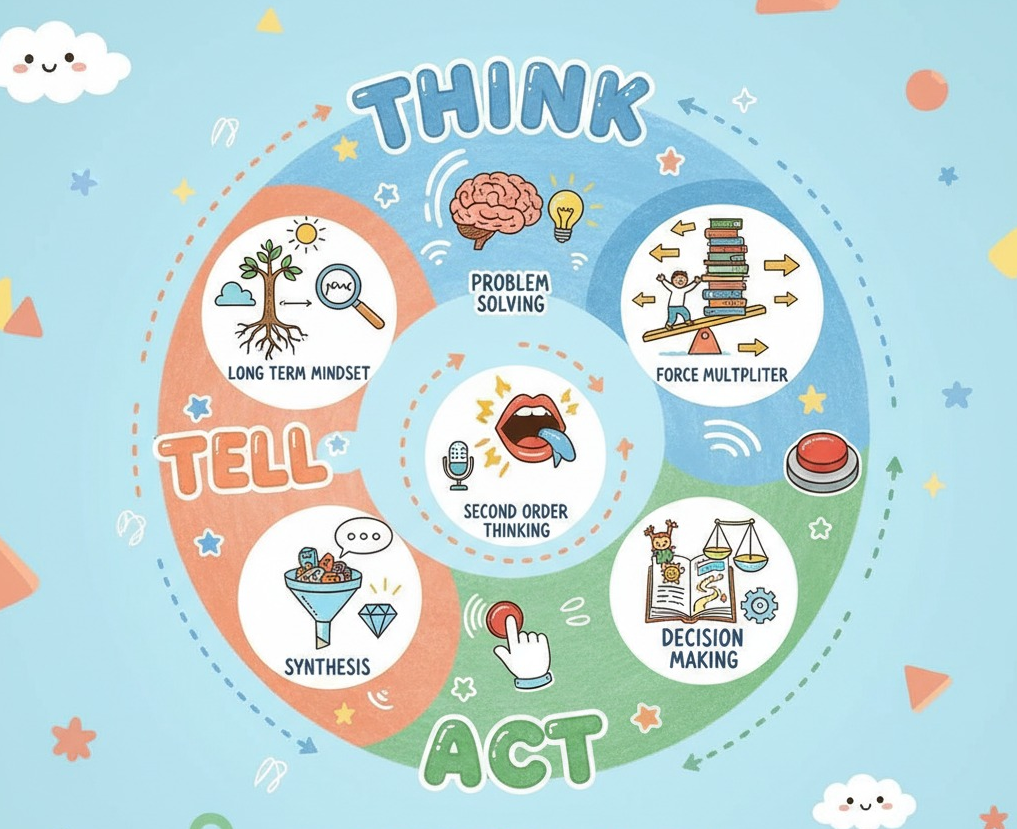 THINK
PROBLEM
SOLVING
LONG TERM MINDSET
FORCE MULTPLITER
TELL
SECOND ORDER
THINKING
SYNTHESIS
DECISION
MAKING
ACT